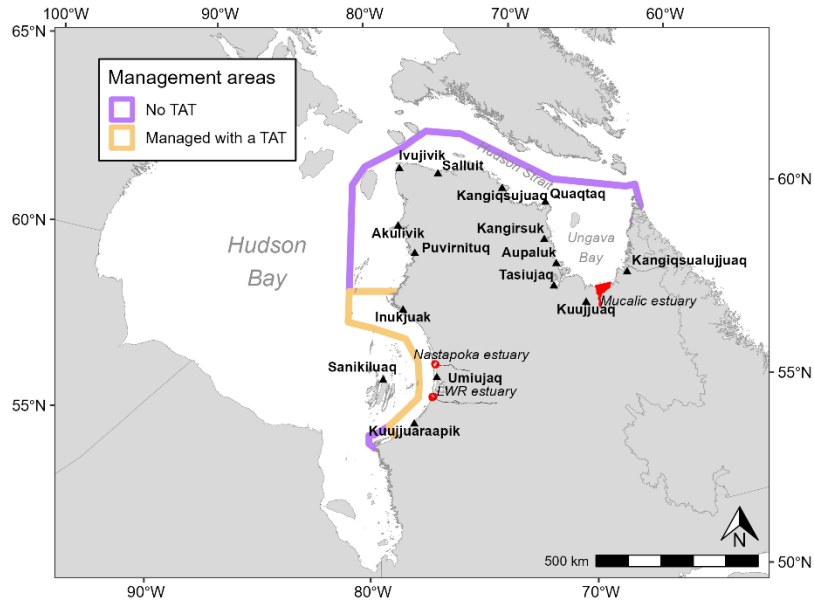 100°W 90°W 80°W 70°W 60°W
65°N
Management areas
No TAT
Managed with a TAT
Ivujivik
Salluit
Hudson Strait
Kangiqsujuaq
Quaqtaq
60°N
60°N
Akulivik
Kangirsuk
Ungava
Bay
Hudson
Bay
Puvirnituq
Aupaluk
Kangiqsualujjuaq
Tasiujaq
Mucalic estuary
Kuujjuaq
Inukjuak
Nastapoka estuary
Sanikiluaq
Umiujaq
55°N
LWR estuary
55°N
Kuujjuaraapik
N
500 km
50°N
90°W 80°W 70°W